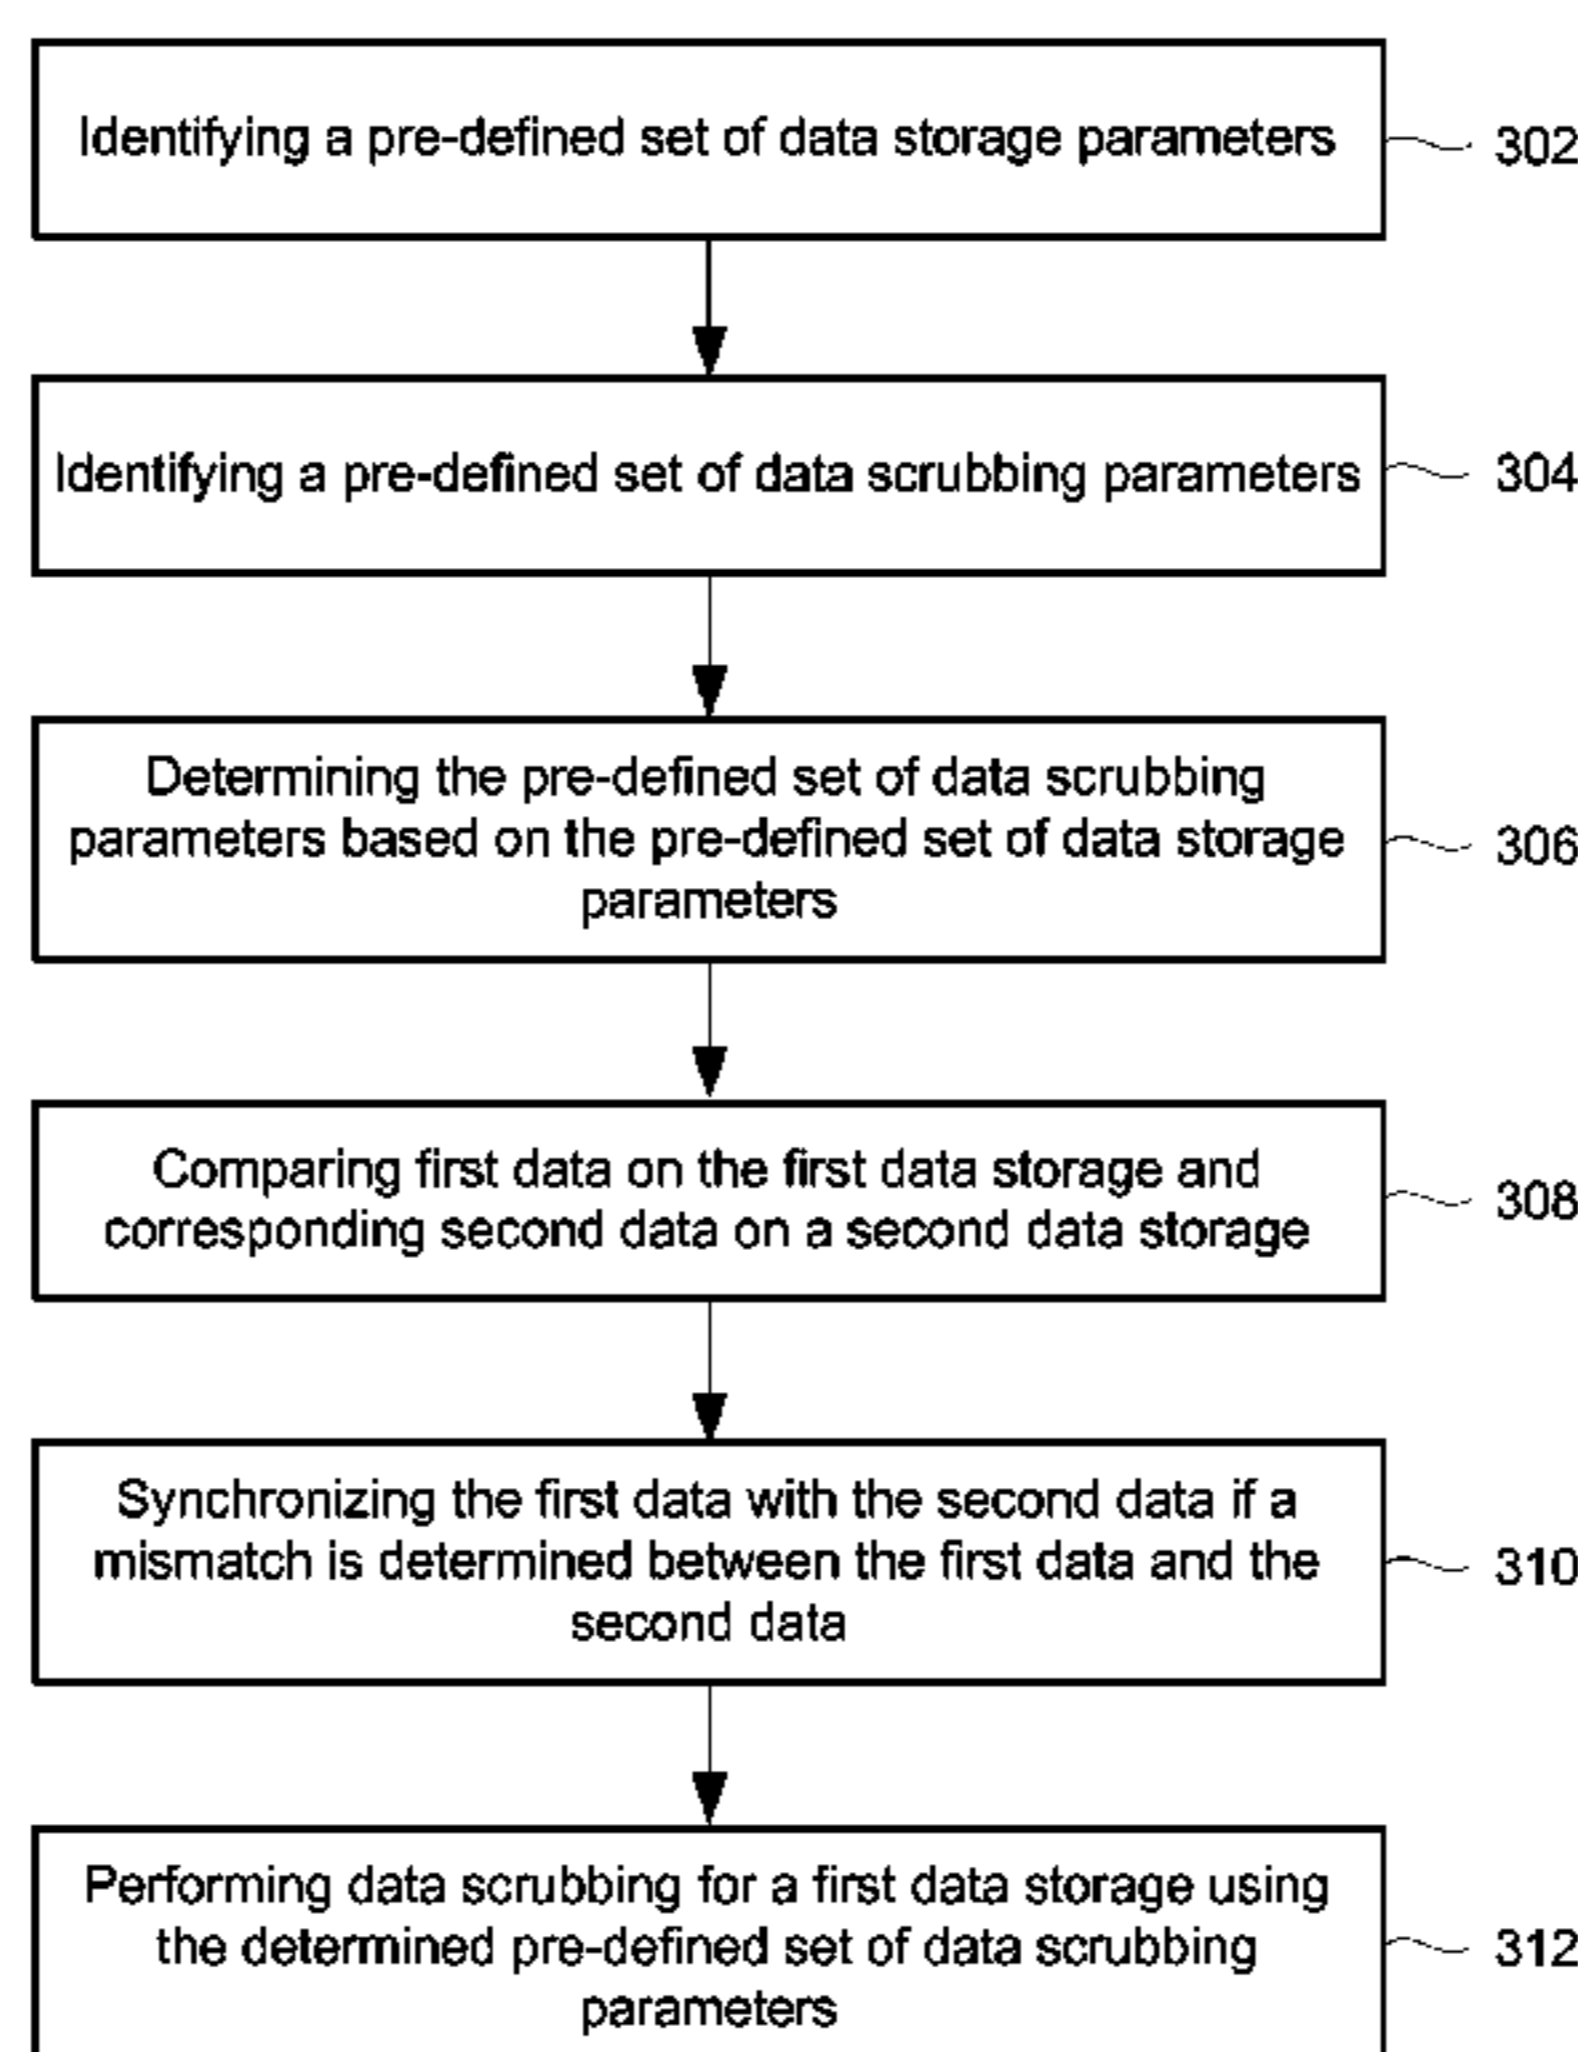 Identifying a pre-defined set of data storage parameters
302
Identifying a pre-defined set of data scrubbing parameters
304
Determining the pre-defined set of data scrubbing
parameters based on the pre-defined set of data storage
parameters
306
Comparing first data on the first data storage and
corresponding second data on a second data storage
308
Synchronizing the first data with the second data if a
mismatch is determined between the first data and the
second data
310
Performing data scrubbing for a first data storage using
the determined pre-defined set of data scrubbing
parameters
312